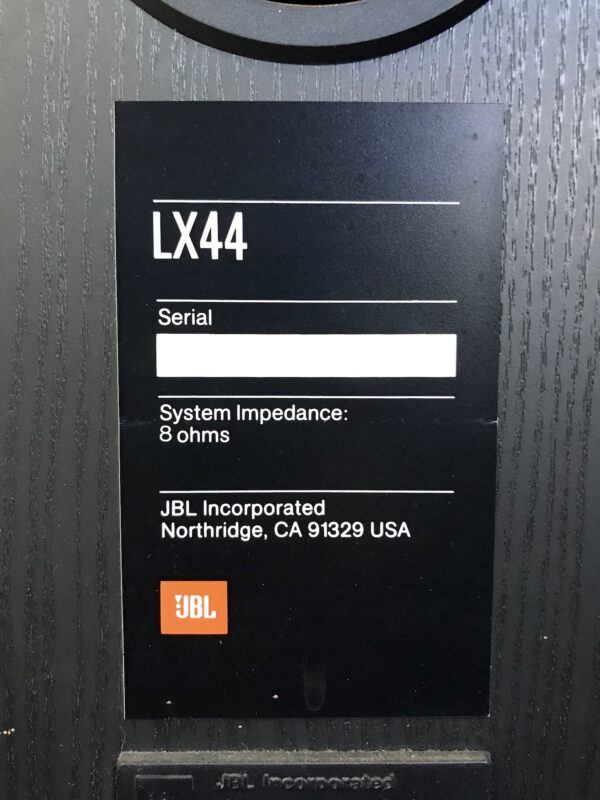 LX44
Serial
System Impedance:
8 ohms
JBL Incorporated
Northridge, CA 91329 USA
JBL
JBL Incorporated